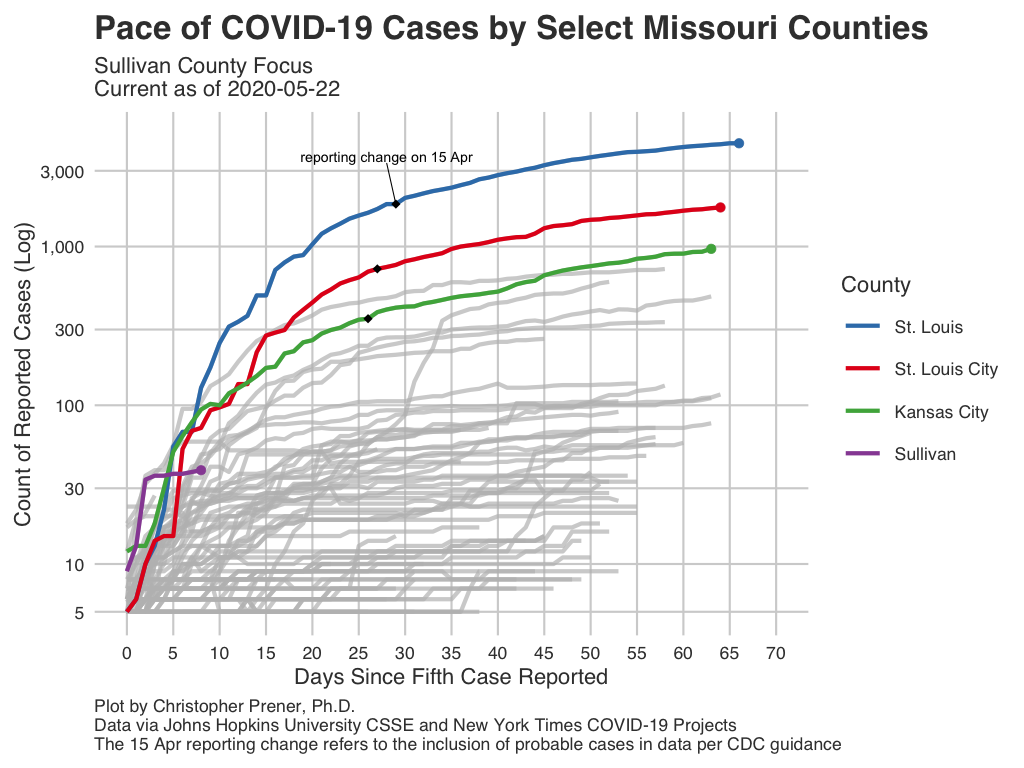 Pace of COVID-19 Cases by Select Missouri Counties
Sullivan County Focus
Current as of 2020-05-22
reporting change on 15 Apr
Count of Reported Cases (Log)
3,000
1,000
300
100
30
10
5
0 5 10 15 20 25 30 35 40 45 50 55 60 65 70
Days Since Fifth Case Reported
County
St. Louis
St. Louis City
Kansas City
Sullivan
Plot by Christopher Prener, Ph.D.
Data via Johns Hopkins University CSSE and New York Times COVID-19 Projects
The 15 Apr reporting change refers to the inclusion of probable cases in data per CDC guidance